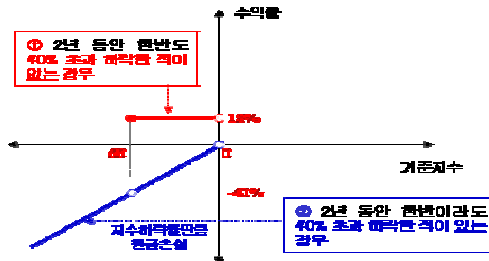 수익률
① 2년 동안 한번도
40% 초과 하락한 적이
없는 경우
12%
기준지수
지수하락률만큼
원금손실
② 2년 동안 한번이라도
40% 초과 하락한 적이 있는
경우